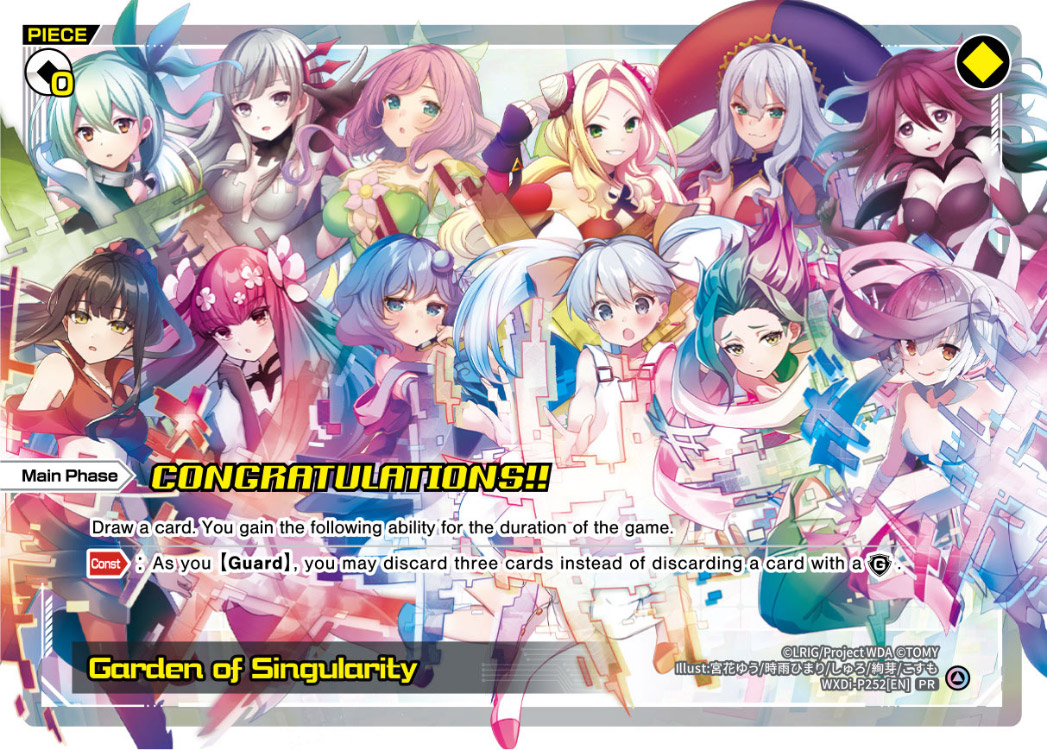 PIECE
0
Main Phase
CONGRATULATIONS!!
Draw a card. You gain the following ability for the duration of the game.
Const : As you 【Guard】, you may discard three cards instead of discarding a card with a G .
Garden of Singularity
©LRIG/Project WDA ©TOMY
Illust:宮花ゆう/時雨ひまり/しゅろ/絢芽/こすも
WXDi-P252[EN] PR